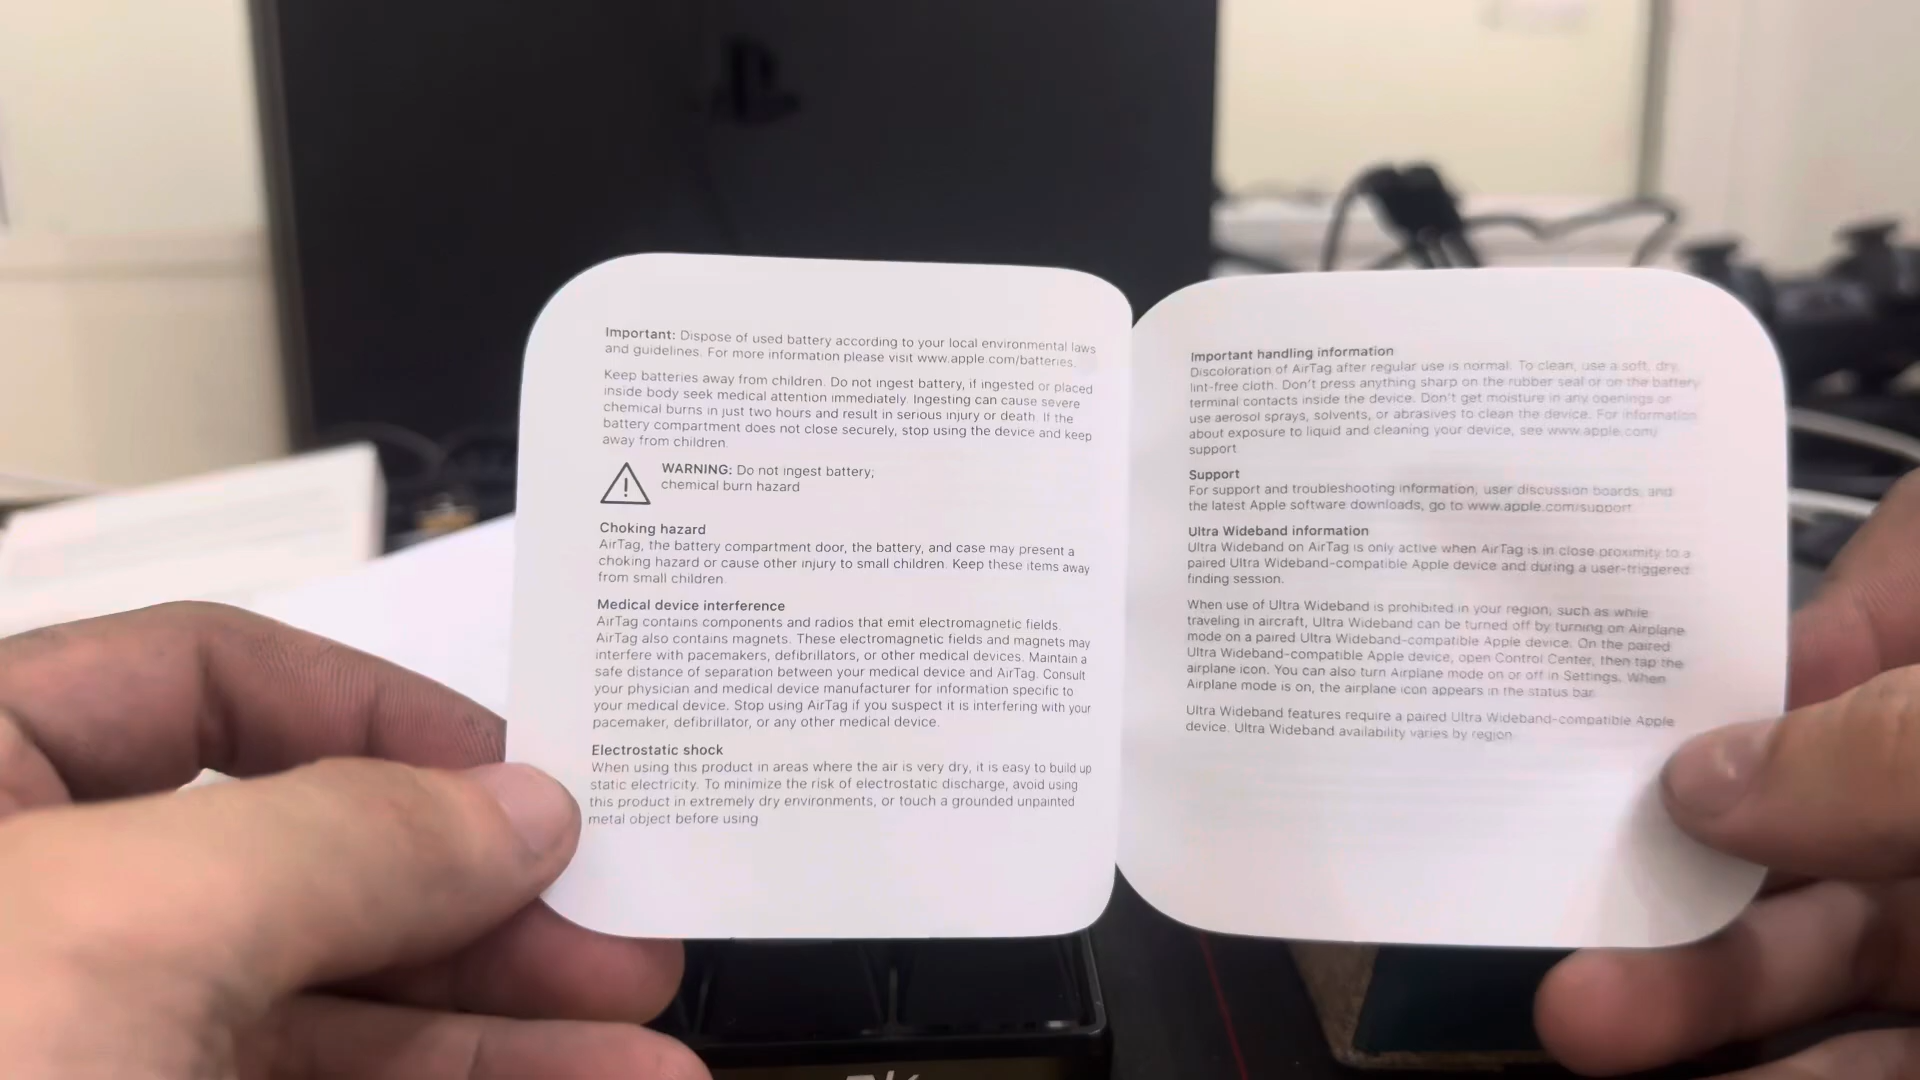 Important: Dispose of used battery according to your local environmental laws
and guidelines. For more information please visit www.apple.com/batteries.
Keep batteries away from children. Do not ingest battery, if ingested or placed
inside body seek medical attention immediately. Ingesting can cause severe
chemical burns in just two hours and result in serious injury or death. If the
battery compartment does not close securely, stop using the device and keep
away from children.
WARNING: Do not ingest battery;
chemical burn hazard
Choking hazard
AirTag, the battery compartment door, the battery, and case may present a
choking hazard or cause other injury to small children. Keep these items away
from small children.
Medical device interference
AirTag contains components and radios that emit electromagnetic fields.
AirTag also contains magnets. These electromagnetic fields and magnets may
interfere with pacemakers, defibrillators, or other medical devices. Maintain a
safe distance of separation between your medical device and AirTag. Consult
your physician and medical device manufacturer for information specific to
your medical device. Stop using AirTag if you suspect it is interfering with your
pacemaker, defibrillator, or any other medical device.
Electrostatic shock
When using this product in areas where the air is very dry, it is easy to build up
static electricity. To minimize the risk of electrostatic discharge, avoid using
this product in extremely dry environments, or touch a grounded unpainted
metal object before using
Important handling information
Discoloration of AirTag after regular use is normal. To clean, use a soft, dry,
lint-free cloth. Don't press anything sharp on the rubber seal or on the battery
terminal contacts inside the device. Don't get moisture in any openings or
use aerosol sprays, solvents, or abrasives to clean the device. For information
about exposure to liquid and cleaning your device, see www.apple.com/
support
Support
For support and troubleshooting information, user discussion boards, and
the latest Apple software downloads, go to www.apple.com/support
Ultra Wideband information
Ultra Wideband on AirTag is only active when AirTag is in close proximity to a
paired Ultra Wideband-compatible Apple device and during a user-triggered
finding session.
When use of Ultra Wideband is prohibited in your region, such as while
traveling in aircraft, Ultra Wideband can be turned off by turning on Airplane
mode on a paired Ultra Wideband-compatible Apple device. On the paired
Ultra Wideband-compatible Apple device, open Control Center, then tap the
airplane icon. You can also turn Airplane mode on or off in Settings. When
Airplane mode is on, the airplane icon appears in the status bar.
Ultra Wideband features require a paired Ultra Wideband-compatible Apple
device. Ultra Wideband availability varies by region.